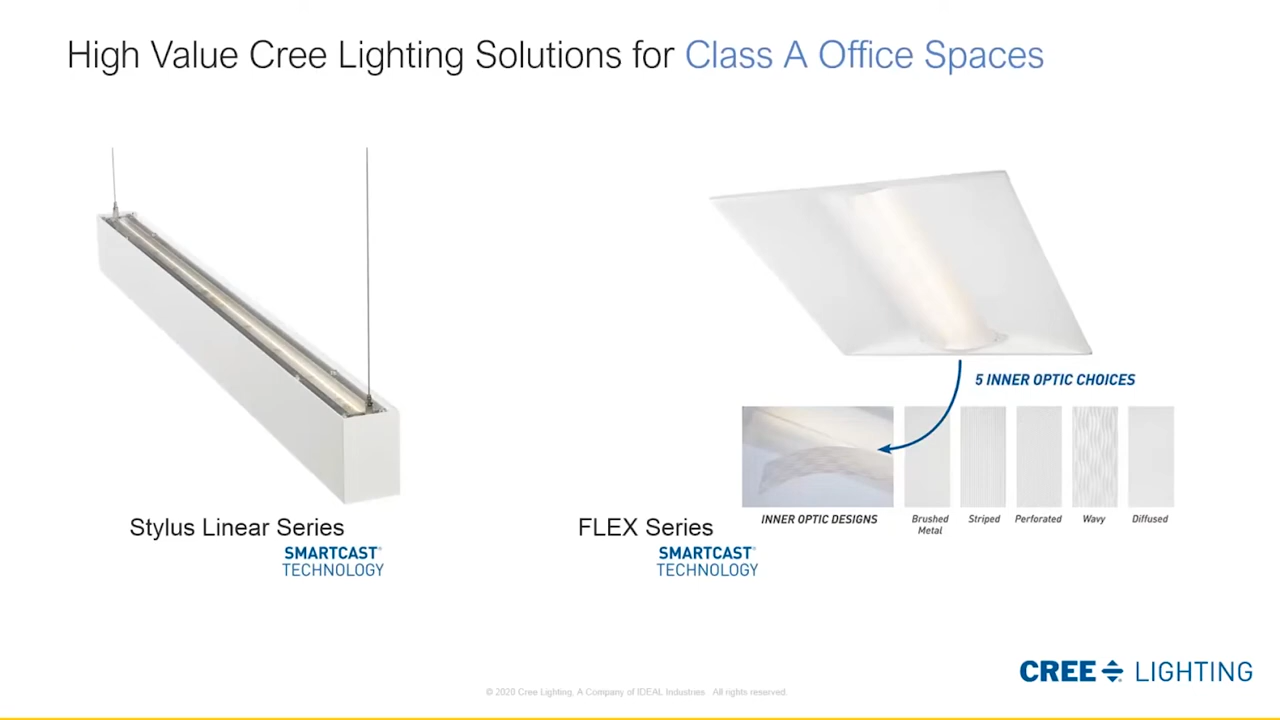 High Value Cree Lighting Solutions for Class A Office Spaces
5 INNER OPTIC CHOICES
INNER OPTIC DESIGNS
Brushed
Metal
Striped
Perforated
Wavy
Diffused
Stylus Linear Series
SMARTCAST®
TECHNOLOGY
FLEX Series
SMARTCAST®
TECHNOLOGY
CREE LIGHTING
© 2020 Cree Lighting, A Company of IDEAL Industries All rights reserved.